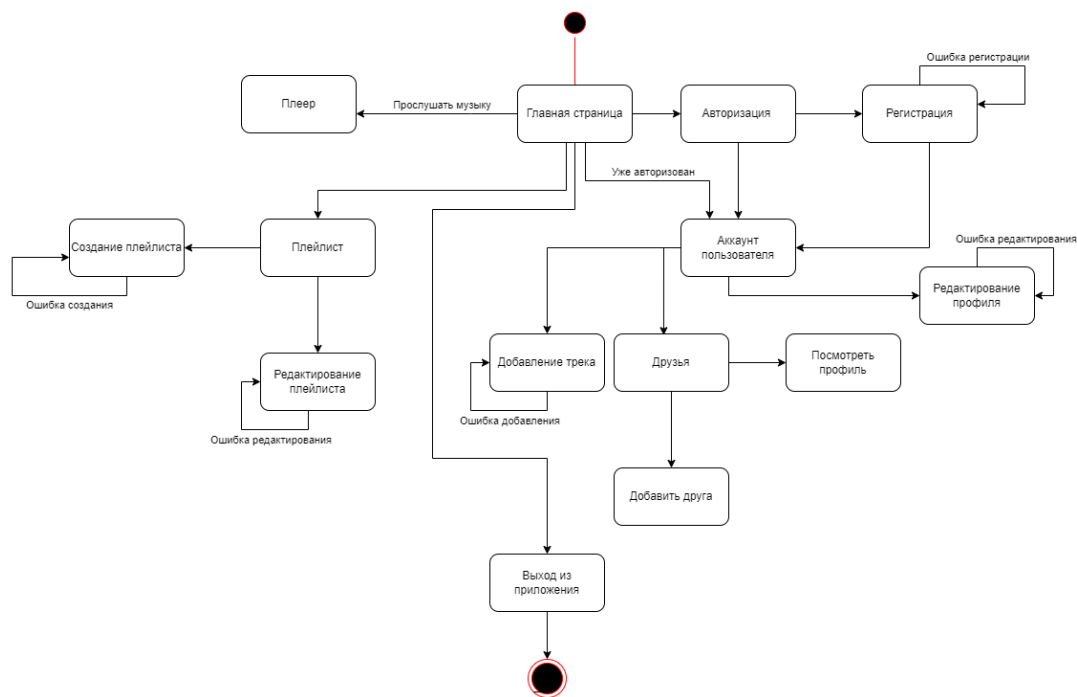 Ошибка регистрации
Плеер
Прослушать музыку
Главная страница
Авторизация
Регистрация
Уже авторизован
Создание плейлиста
Плейлист
Аккаунт
пользователя
Ошибка редактирования
Ошибка создания
Редактирование
профиля
Редактирование
плейлиста
Добавление трека
Друзья
Посмотреть
профиль
Ошибка редактирования
Ошибка добавления
Добавить друга
Выход из
приложения